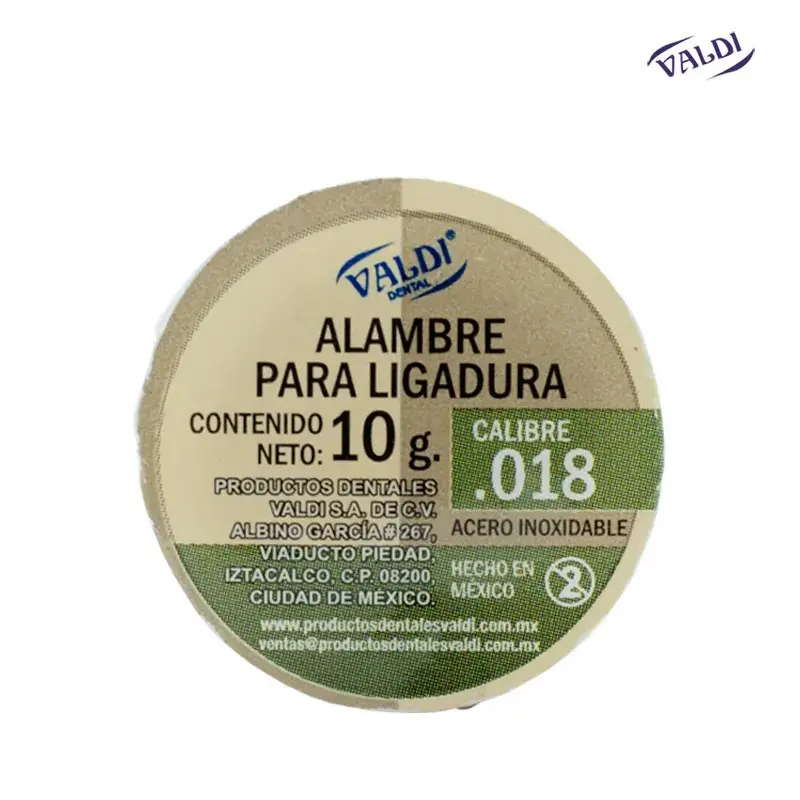 VALDI
VALDI®
DENTAL
ALAMBRE
PARA LIGADURA
CONTENIDO
NETO: 10 g.
CALIBRE
.018
ACERO INOXIDABLE
PRODUCTOS DENTALES
VALDI S.A. DE C.V.
ALBINO GARCÍA # 267,
VIADUCTO PIEDAD,
IZTACALCO, C.P. 08200,
CIUDAD DE MÉXICO.
HECHO EN
MÉXICO
2
www.productosdentalesvaldi.com.mx
ventas@productosdentalesvaldi.com.mx